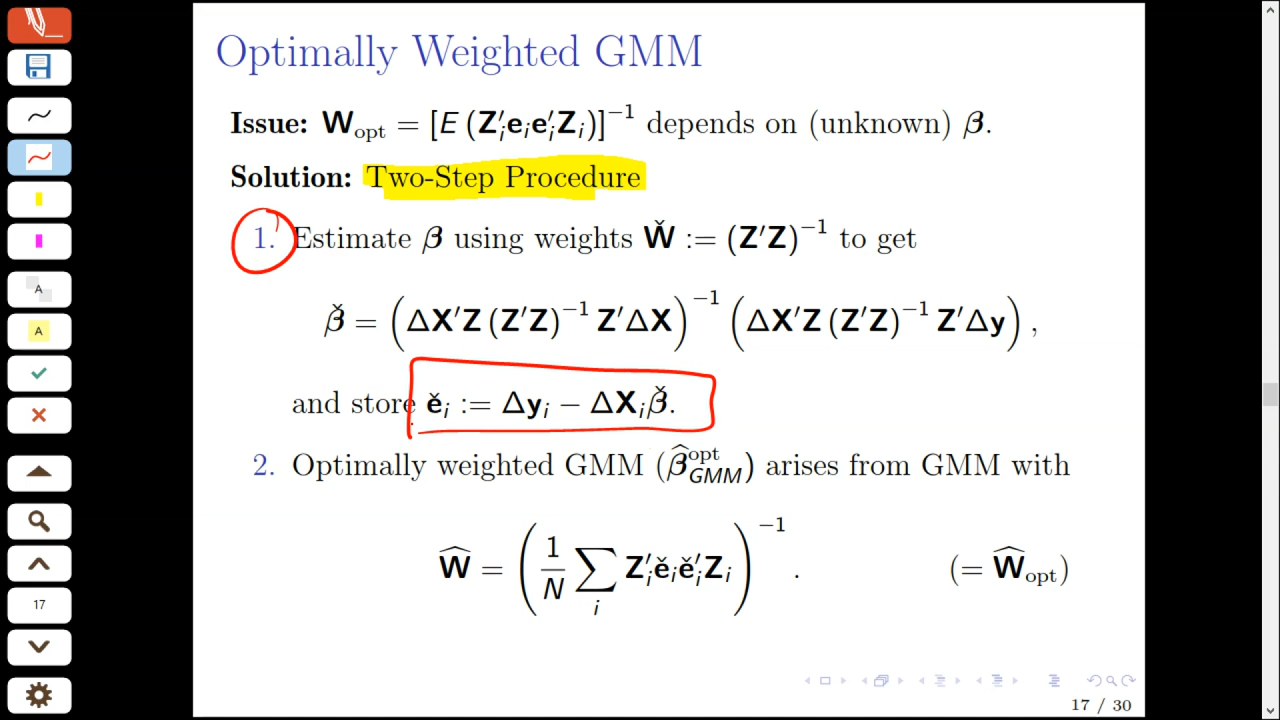 Optimally Weighted GMM
Issue: W_opt = [E (Z′_i e_i e′_i Z_i)]^−1 depends on (unknown) β.
Solution: Two-Step Procedure
1. Estimate β using weights W̌ := (Z′Z)^−1 to get
β̌ = (ΔX′Z (Z′Z)^−1 Z′ΔX)^−1 (ΔX′Z (Z′Z)^−1 Z′Δy) ,
and store ě_i := Δy_i − ΔX_i β̌.
2. Optimally weighted GMM (β̂^opt_GMM) arises from GMM with
Ŵ = (1/N ∑_i Z′_i ě_i ě′_i Z_i)^−1 . (= Ŵ_opt)
17 / 30
A
A
17